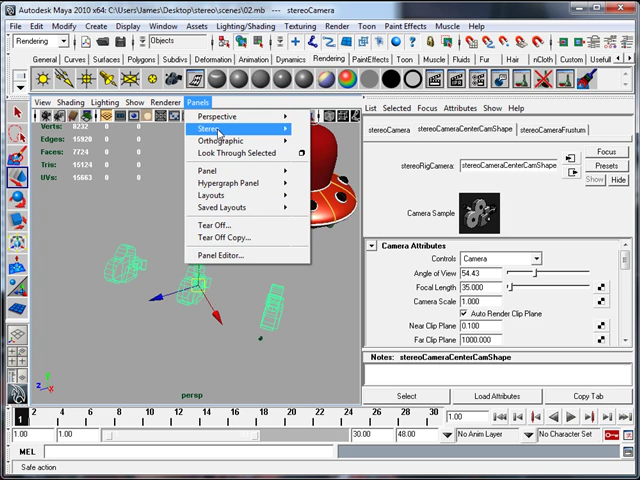 Autodesk Maya 2010 x64: C:\Users\James\Desktop\stereo\scenes\02.mb --- stereoCamera
File Edit Modify Create Display Window Assets Lighting/Shading Texturing Render Toon Paint Effects Muscle Help
Rendering Objects
General Curves Surfaces Polygons Subdivs Deformation Animation Dynamics Rendering PaintEffects Toon Muscle Fluids Fur Hair nCloth Custom
View Shading Lighting Show Renderer Panels
List Selected Focus Attributes Show Help
Verts: 8232
Edges: 15920
Faces: 7724
Tris: 15124
UVs: 15663
Perspective
Stereo
Orthographic
Look Through Selected
Panel
Hypergraph Panel
Layouts
Saved Layouts
Tear Off...
Tear Off Copy...
Panel Editor...
persp
stereoCamera stereoCameraCenterCamShape stereoCameraFrustum
stereoRigCamera: stereoCameraCenterCamShape
Focus
Presets
Show Hide
Camera Sample
Camera Attributes
Controls Camera
Angle of View 54.43
Focal Length 35.000
Camera Scale 1.000
Auto Render Clip Plane
Near Clip Plane 0.100
Far Clip Plane 1000.000
Notes: stereoCameraCenterCamShape
Select Load Attributes Copy Tab
1 2 4 6 8 10 12 14 16 18 20 22 24 26 28 30 1.00
1.00 1.00 30.00 48.00 No Anim Layer No Character Set
MEL
Safe action